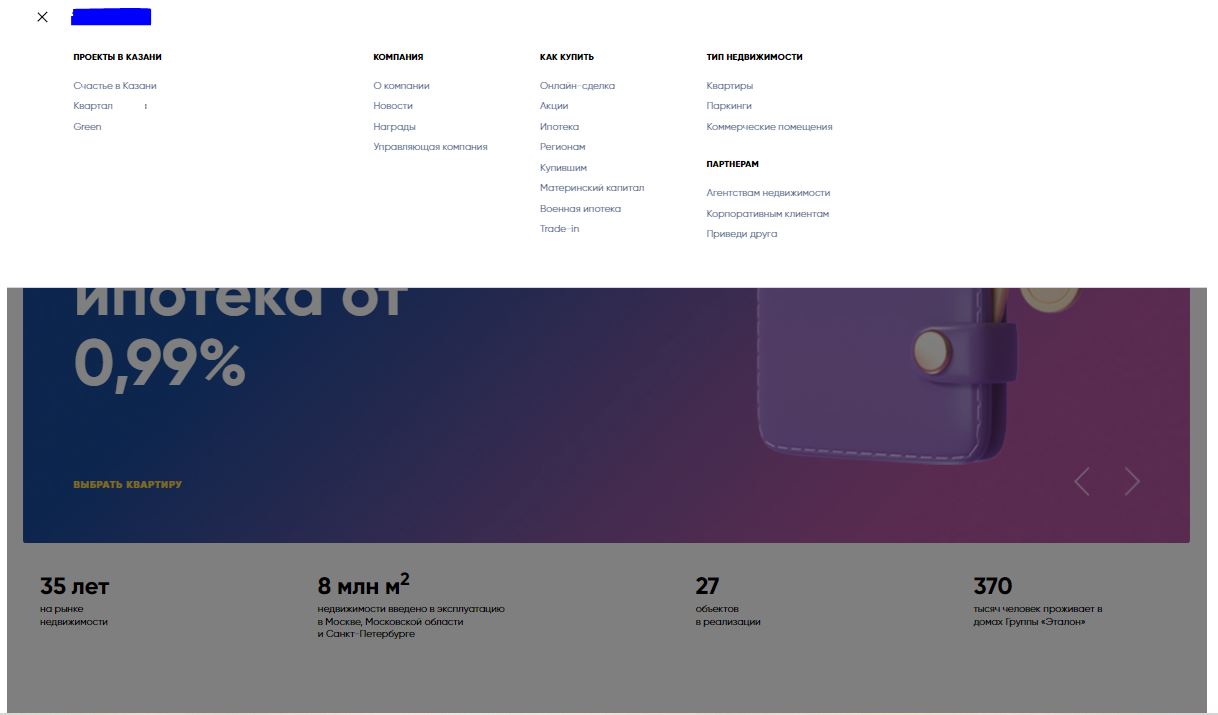 ПРОЕКТЫ В КАЗАНИ
Счастье в Казани
Квартал
Green
КОМПАНИЯ
О компании
Новости
Награды
Управляющая компания
КАК КУПИТЬ
Онлайн-сделка
Акции
Ипотека
Регионам
Купившим
Материнский капитал
Военная ипотека
Trade-in
ТИП НЕДВИЖИМОСТИ
Квартиры
Паркинги
Коммерческие помещения
ПАРТНЕРАМ
Агентствам недвижимости
Корпоративным клиентам
Приведи друга
ипотека от
0,99%
ВЫБРАТЬ КВАРТИРУ
35 лет
на рынке
недвижимости
8 млн м²
недвижимости введено в эксплуатацию
в Москве, Московской области
и Санкт-Петербурге
27
объектов
в реализации
370
тысяч человек проживает в
домах Группы «Эталон»